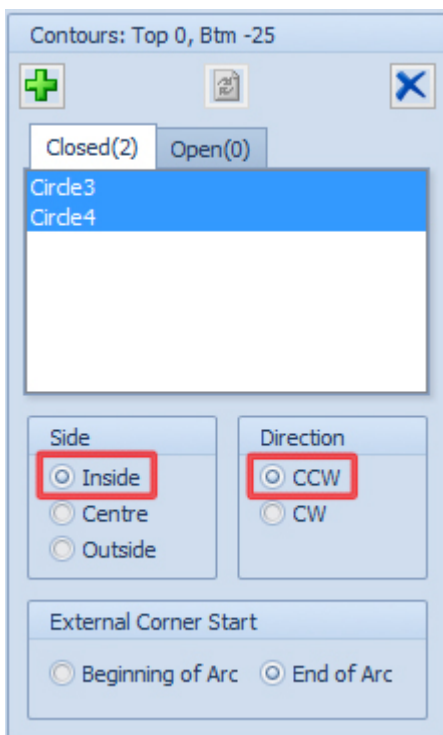 Contours: Top 0, Btm -25
Closed(2) Open(0)
Circle3
Circle4
Side Direction
Inside CCW
Centre CW
Outside
External Corner Start
Beginning of Arc End of Arc